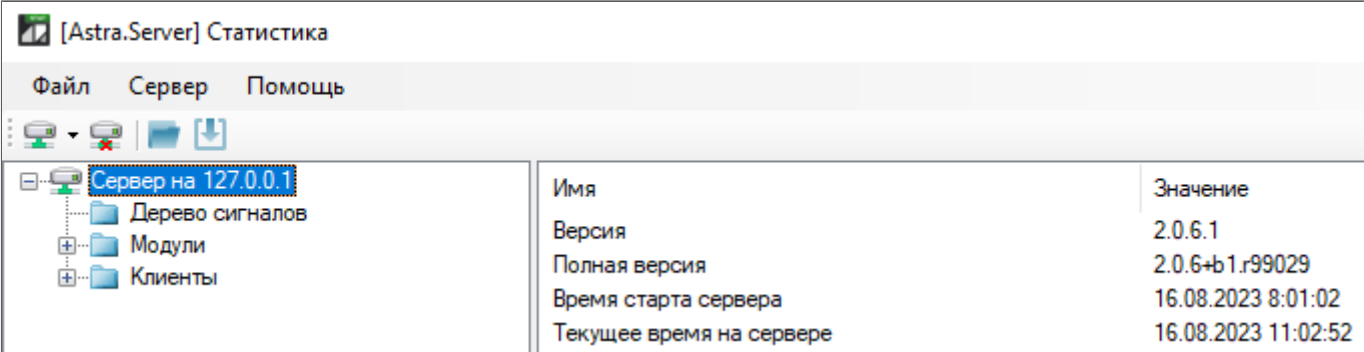 [Astra.Server] Статистика
Файл Сервер Помощь
Сервер на 127.0.0.1
Дерево сигналов
Модули
Клиенты
Имя Значение
Версия 2.0.6.1
Полная версия 2.0.6+b1.r99029
Время старта сервера 16.08.2023 8:01:02
Текущее время на сервере 16.08.2023 11:02:52